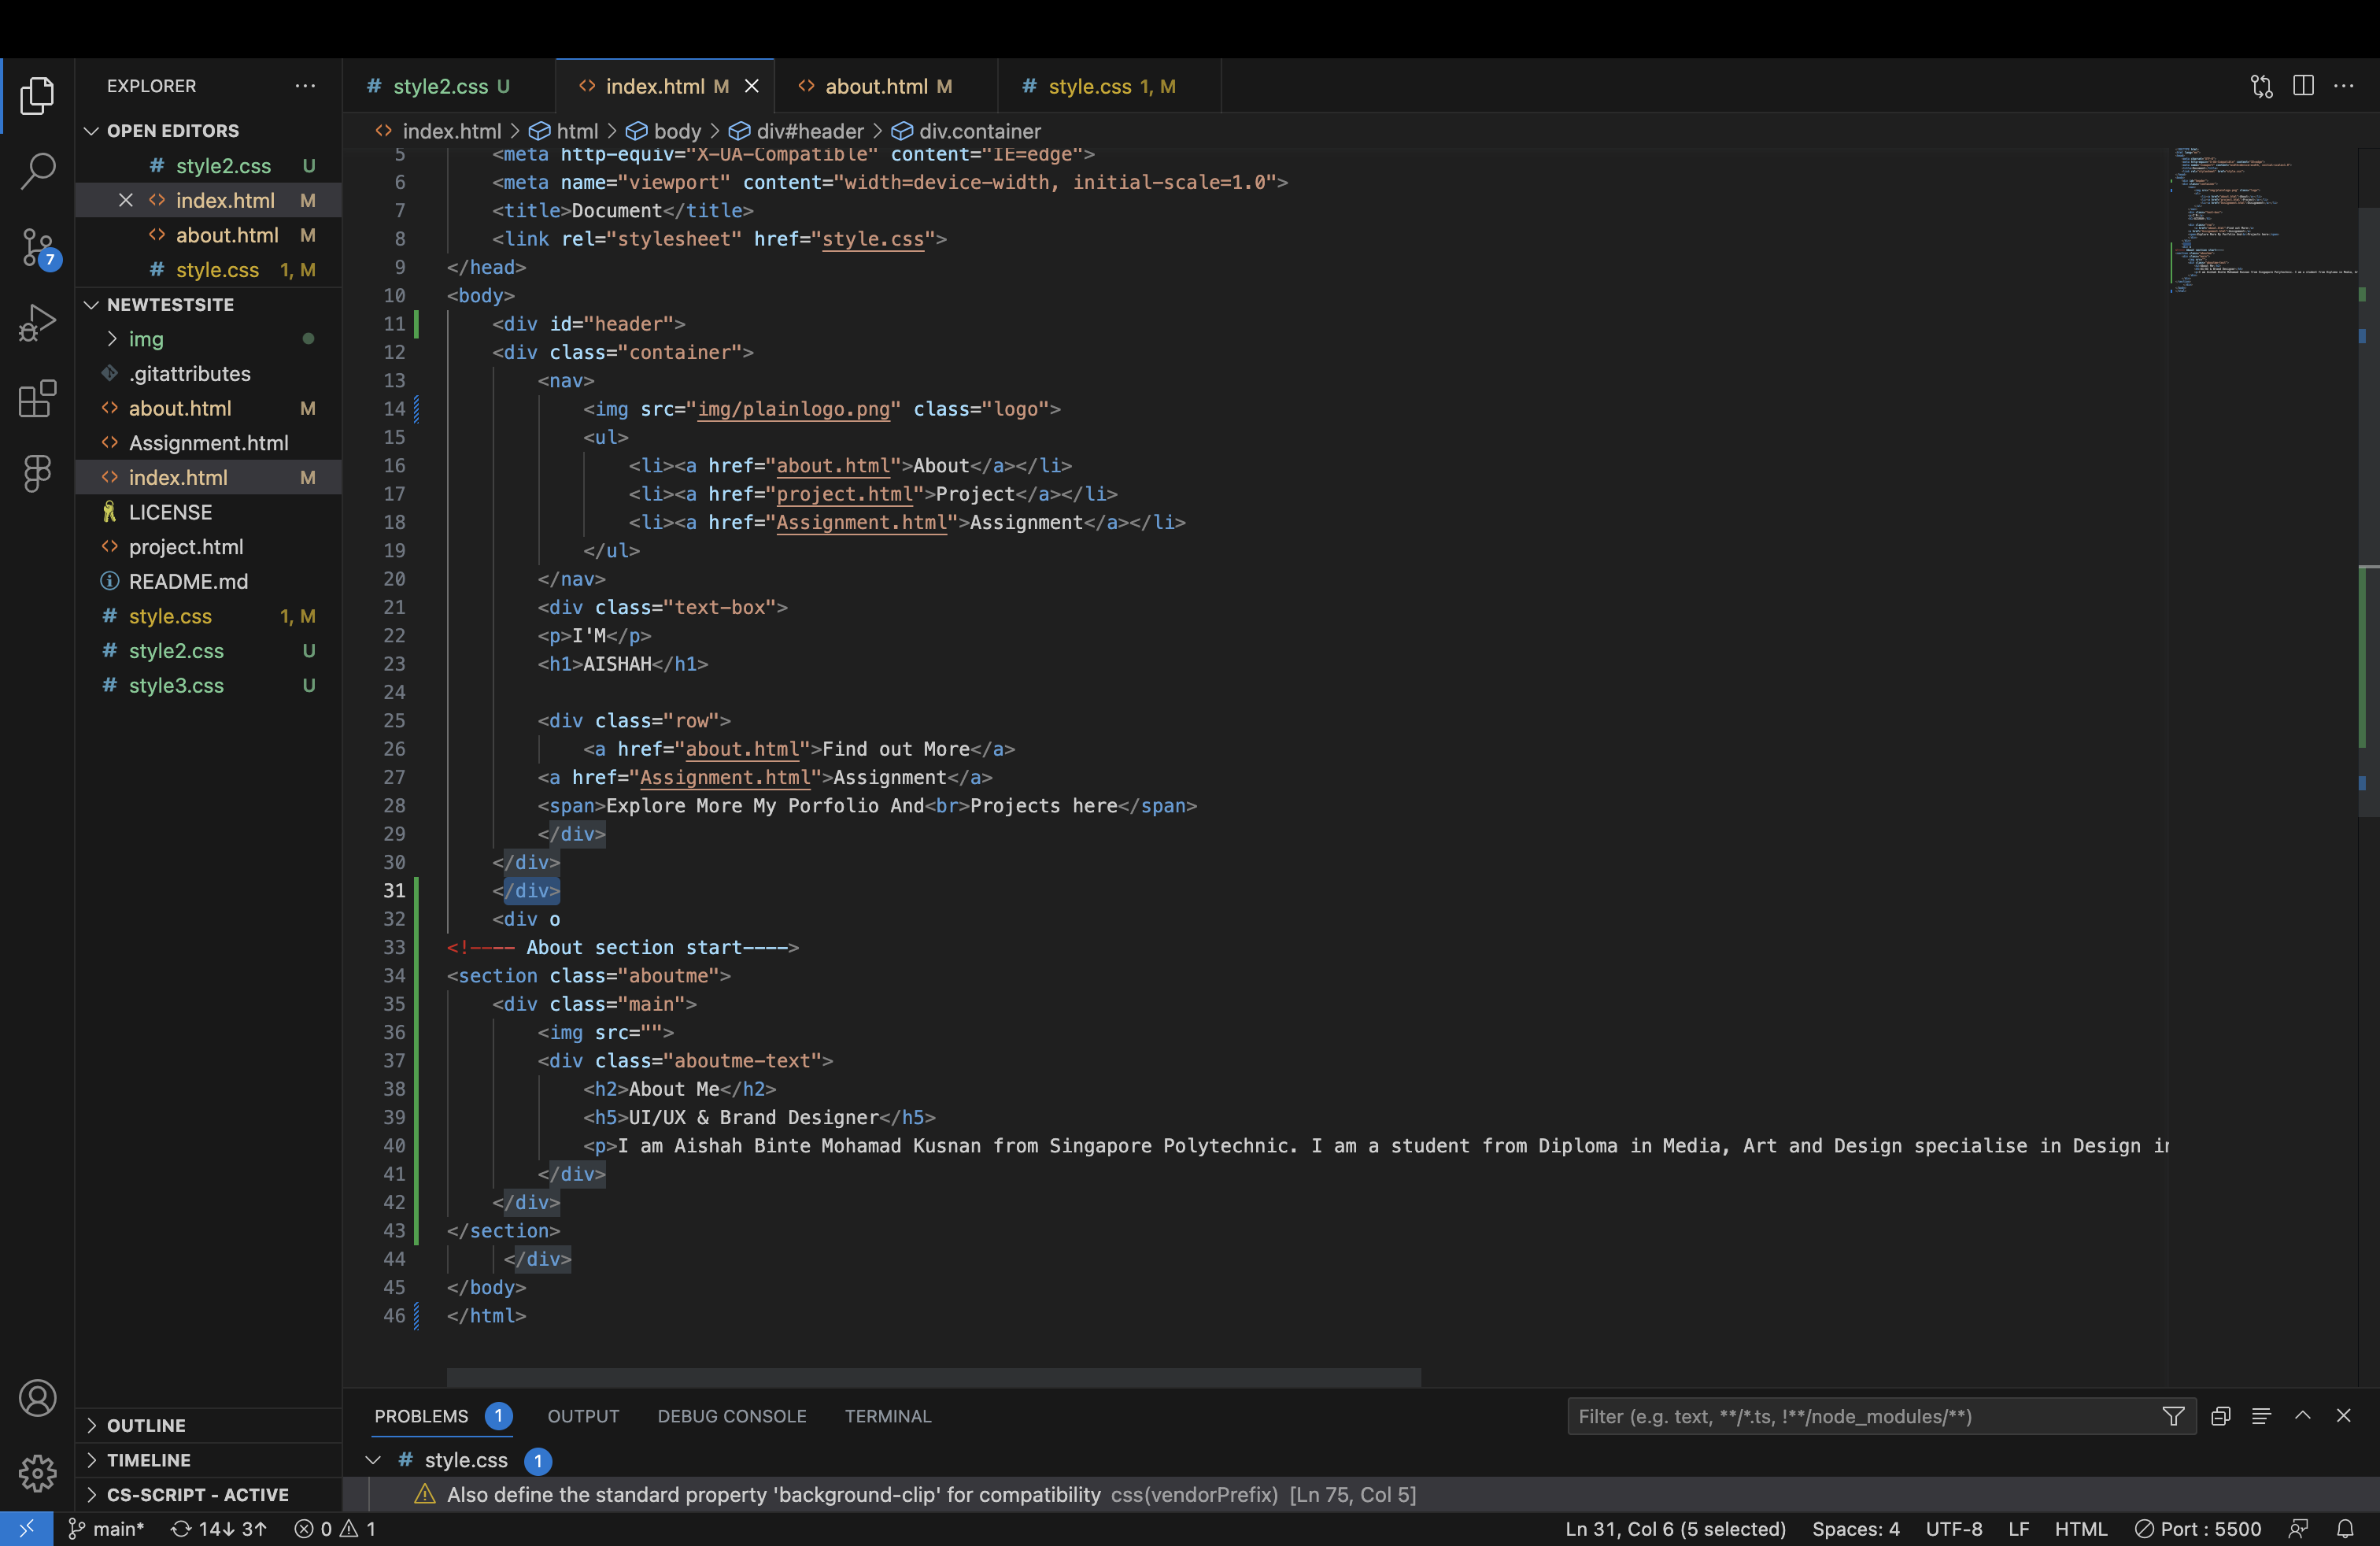 EXPLORER
OPEN EDITORS
# style2.css U
index.html M
about.html M
# style.css 1, M
NEWTESTSITE
img
.gitattributes
about.html M
Assignment.html
index.html M
LICENSE
project.html
README.md
# style.css 1, M
# style2.css U
# style3.css U
OUTLINE
TIMELINE
CS-SCRIPT - ACTIVE
7
# style2.css U
index.html M
about.html M
# style.css 1, M
index.html > html > body > div#header > div.container
5 <meta http-equiv="X-UA-Compatible" content="IE=edge">
6 <meta name="viewport" content="width=device-width, initial-scale=1.0">
7 <title>Document</title>
8 <link rel="stylesheet" href="style.css">
9 </head>
10 <body>
11 <div id="header">
12 <div class="container">
13 <nav>
14 <img src="img/plainlogo.png" class="logo">
15 <ul>
16 <li><a href="about.html">About</a></li>
17 <li><a href="project.html">Project</a></li>
18 <li><a href="Assignment.html">Assignment</a></li>
19 </ul>
20 </nav>
21 <div class="text-box">
22 <p>I'M</p>
23 <h1>AISHAH</h1>
24
25 <div class="row">
26 <a href="about.html">Find out More</a>
27 <a href="Assignment.html">Assignment</a>
28 <span>Explore More My Porfolio And<br>Projects here</span>
29 </div>
30 </div>
31 </div>
32 <div o
33 <!---- About section start---->
34 <section class="aboutme">
35 <div class="main">
36 <img src="">
37 <div class="aboutme-text">
38 <h2>About Me</h2>
39 <h5>UI/UX & Brand Designer</h5>
40 <p>I am Aishah Binte Mohamad Kusnan from Singapore Polytechnic. I am a student from Diploma in Media, Art and Design specialise in Design in
41 </div>
42 </div>
43 </section>
44 </div>
45 </body>
46 </html>
PROBLEMS 1 OUTPUT DEBUG CONSOLE TERMINAL
Filter (e.g. text, **/*.ts, !**/node_modules/**)
# style.css 1
Also define the standard property 'background-clip' for compatibility css(vendorPrefix) [Ln 75, Col 5]
main* 14↓ 3↑ 0 1
Ln 31, Col 6 (5 selected) Spaces: 4 UTF-8 LF HTML Port : 5500